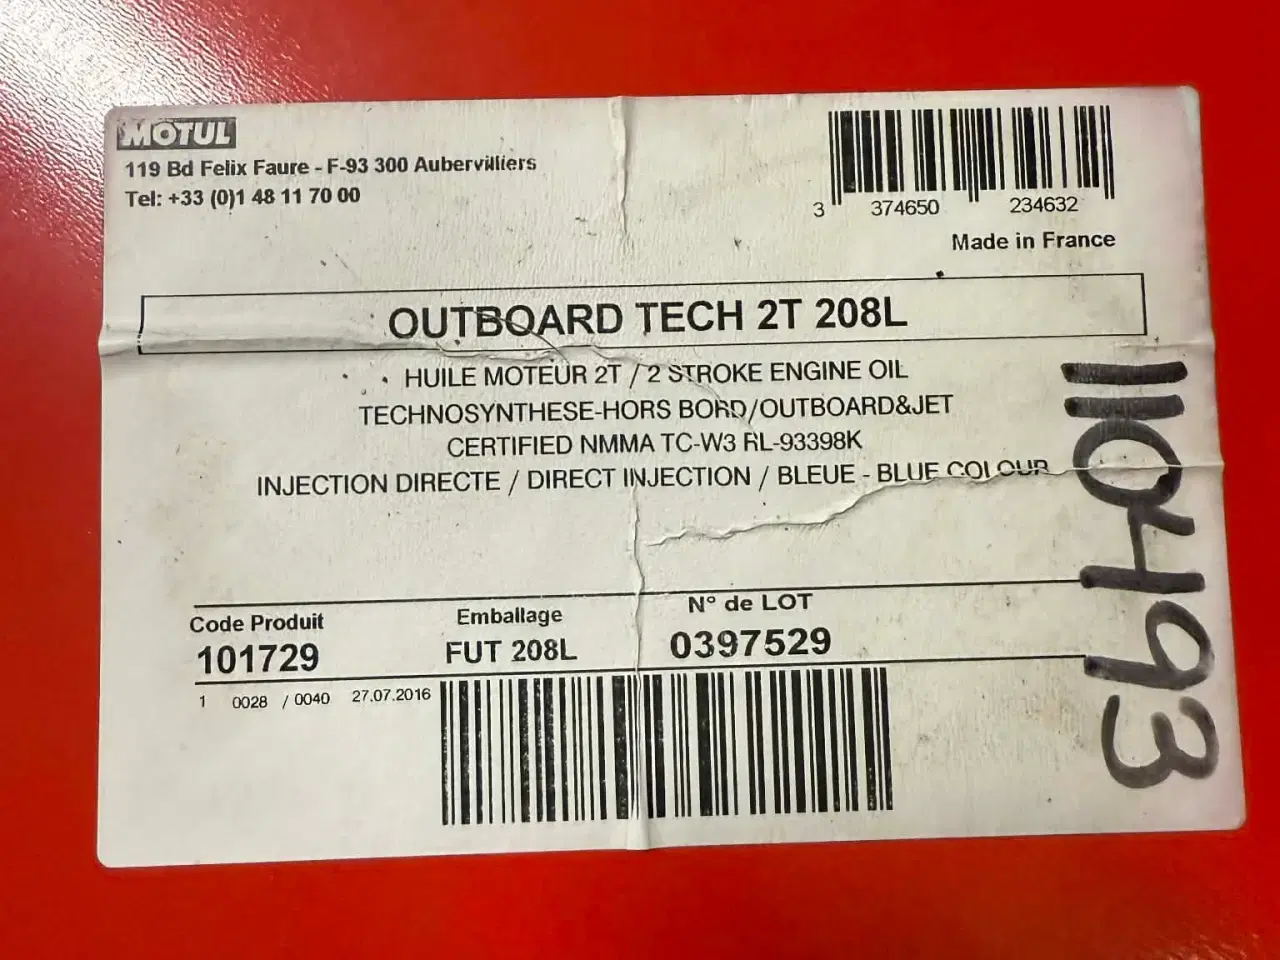 MOTUL
119 Bd Felix Faure - F-93 300 Aubervilliers
Tel: +33 (0)1 48 11 70 00
3 374650 234632
Made in France
OUTBOARD TECH 2T 208L
HUILE MOTEUR 2T / 2 STROKE ENGINE OIL
TECHNOSYNTHESE-HORS BORD/OUTBOARD&JET
CERTIFIED NMMA TC-W3 RL-93398K
INJECTION DIRECTE / DIRECT INJECTION / BLEUE - BLUE COLOUR
Code Produit Emballage N° de LOT
101729 FUT 208L 0397529
1 0028 / 0040 27.07.2016
110493